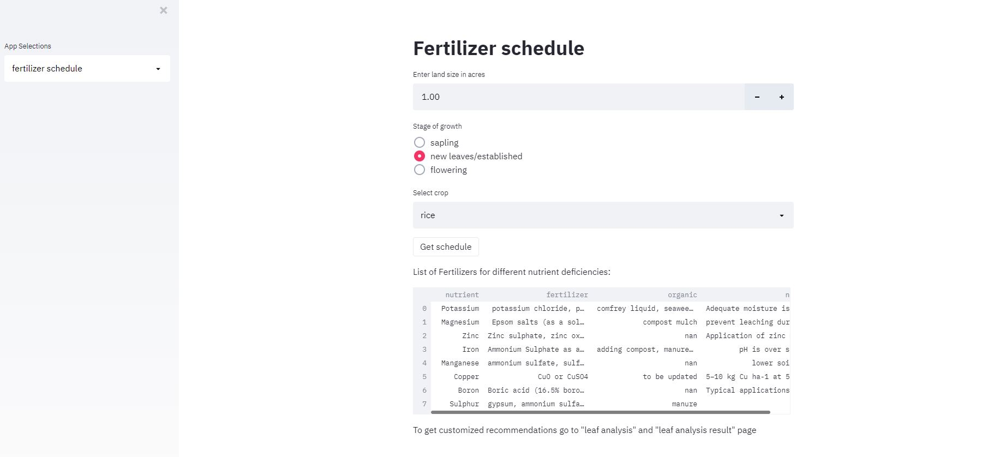 App Selections
fertilizer schedule
Fertilizer schedule
Enter land size in acres
1.00 - +
Stage of growth
sapling
new leaves/established
flowering
Select crop
rice
Get schedule
List of Fertilizers for different nutrient deficiencies:
nutrient fertilizer organic n
0 Potassium potassium chloride, p… comfrey liquid, seawee… Adequate moisture is
1 Magnesium Epsom salts (as a sol… compost mulch prevent leaching dur
2 Zinc Zinc sulphate, zinc ox… nan Application of zinc
3 Iron Ammonium Sulphate as a… adding compost, manure… pH is over s
4 Manganese ammonium sulfate, sulf… nan lower soi
5 Copper CuO or CuSO4 to be updated 5–10 kg Cu ha-1 at 5
6 Boron Boric acid (16.5% boro… nan Typical applications
7 Sulphur gypsum, ammonium sulfa… manure
To get customized recommendations go to "leaf analysis" and "leaf analysis result" page